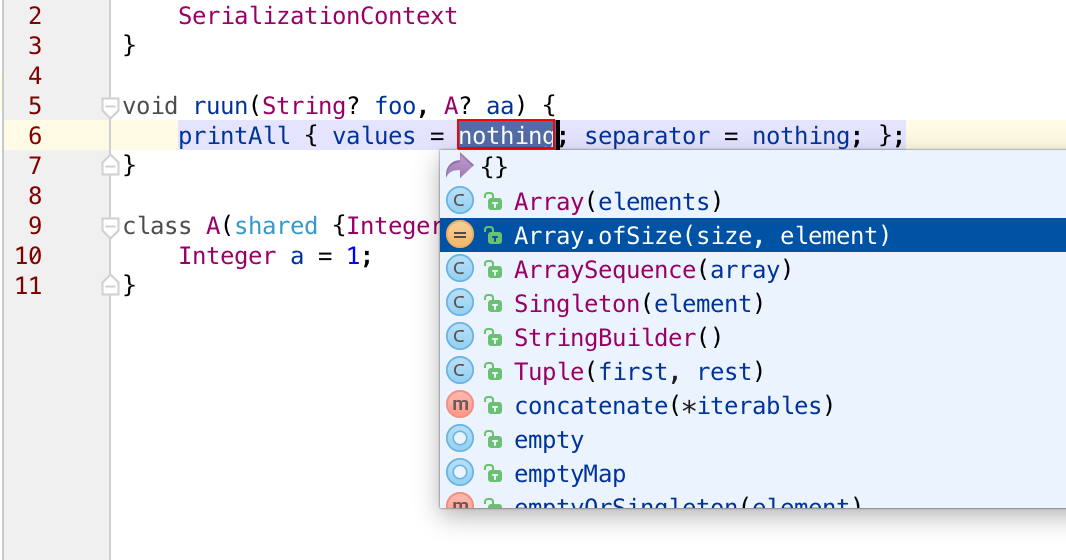 2 SerializationContext
3 }
4
5 void ruun(String? foo, A? aa) {
6 printAll { values = nothing; separator = nothing; };
7 }
8
9 class A(shared {Integer
10 Integer a = 1;
11 }
{}
C Array(elements)
= Array.ofSize(size, element)
C ArraySequence(array)
C Singleton(element)
C StringBuilder()
C Tuple(first, rest)
m concatenate(*iterables)
empty
emptyMap
m emptyOrSingleton(element)